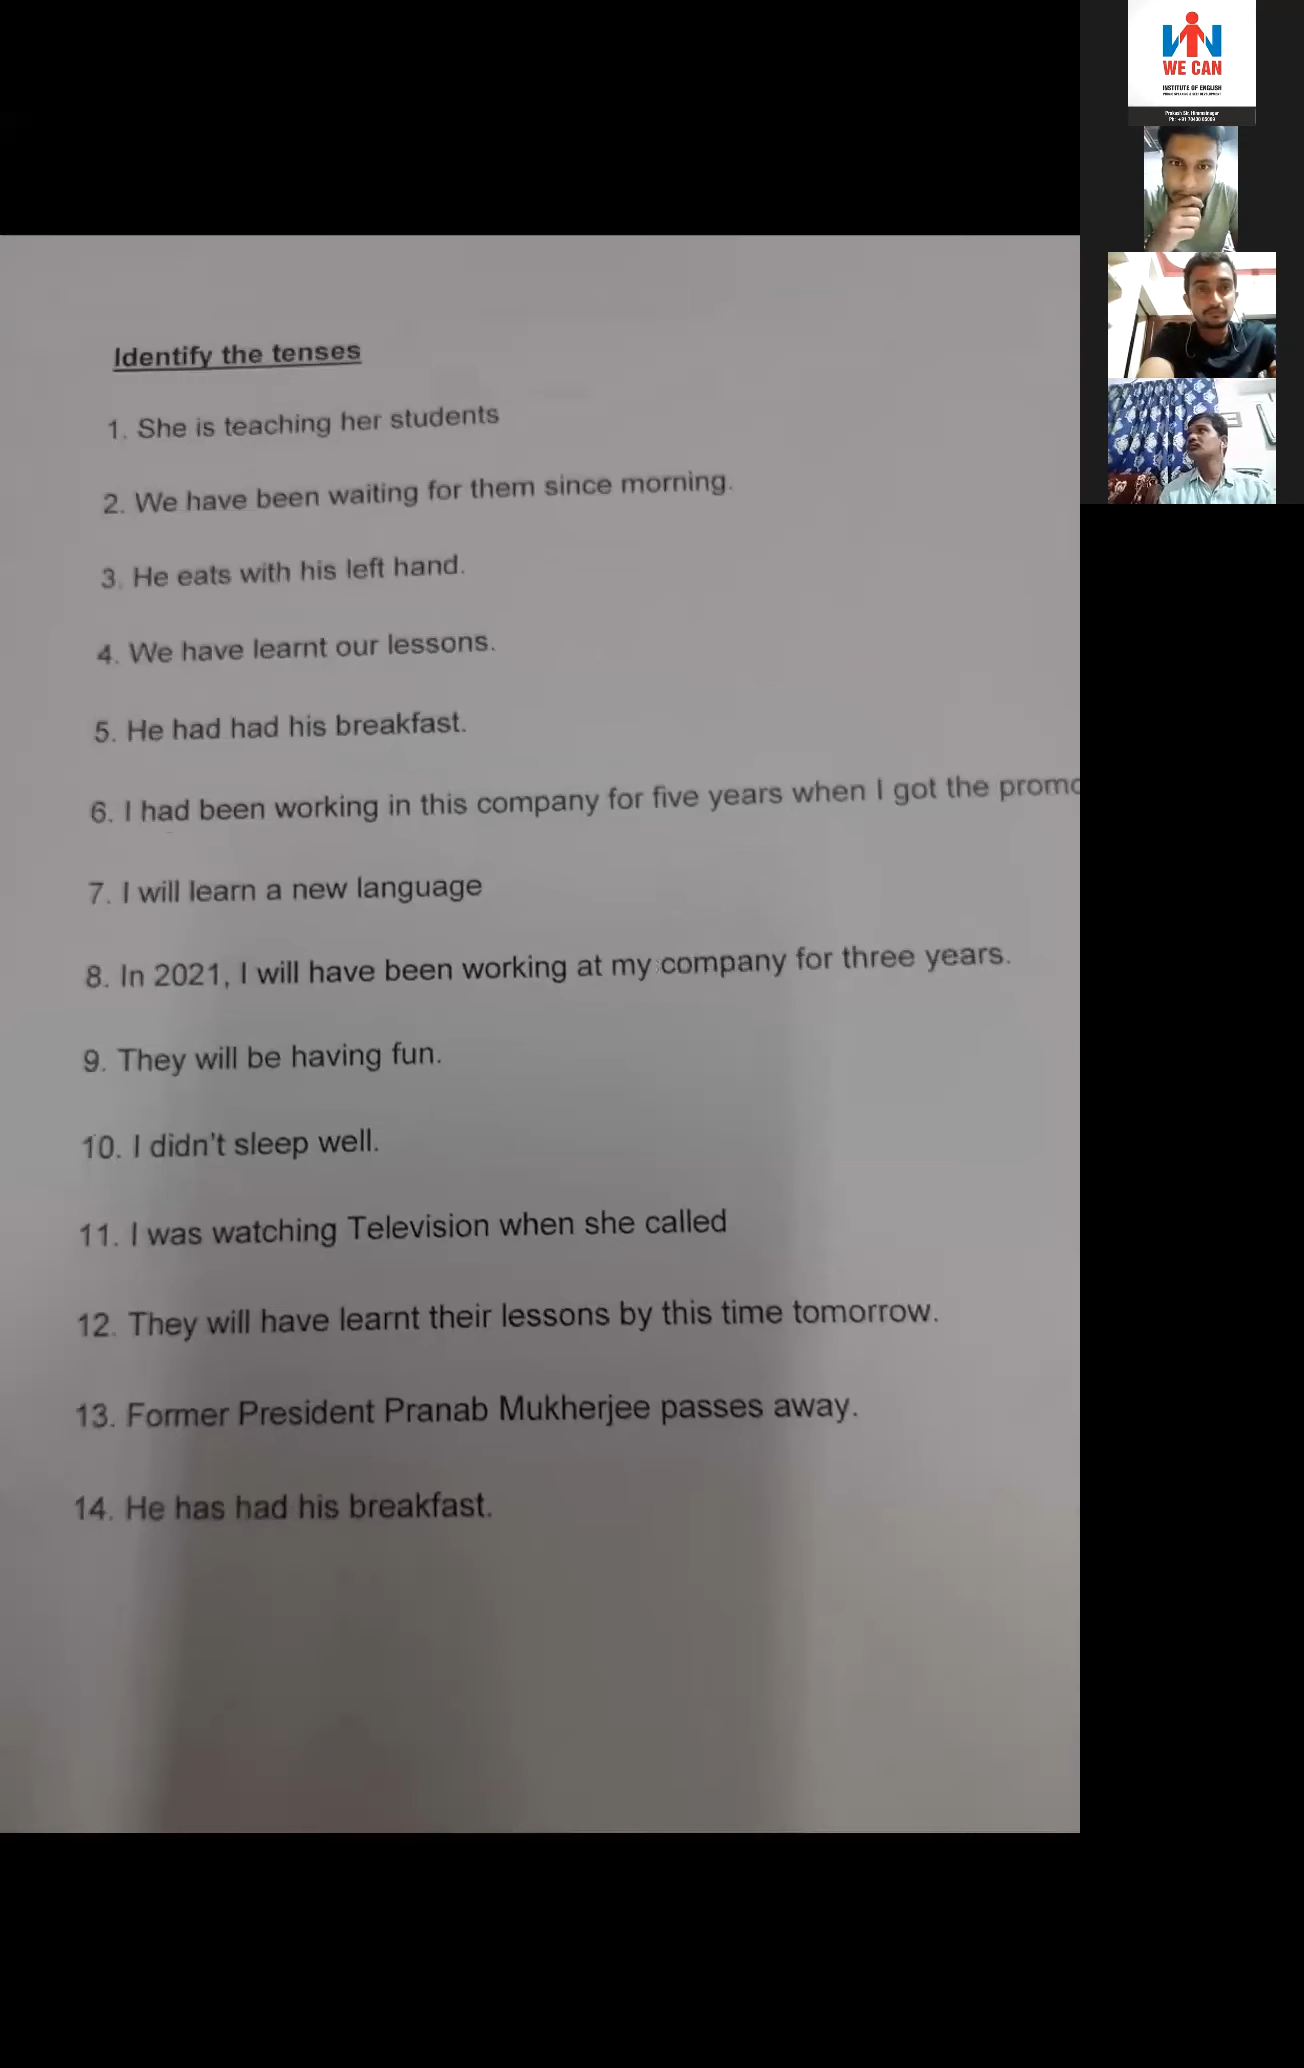 Identify the tenses
1. She is teaching her students
2. We have been waiting for them since morning.
3. He eats with his left hand.
4. We have learnt our lessons.
5. He had had his breakfast.
6. I had been working in this company for five years when I got the promo
7. I will learn a new language
8. In 2021, I will have been working at my company for three years.
9. They will be having fun.
10. I didn't sleep well.
11. I was watching Television when she called
12. They will have learnt their lessons by this time tomorrow.
13. Former President Pranab Mukherjee passes away.
14. He has had his breakfast.
WE CAN
INSTITUTE OF ENGLISH